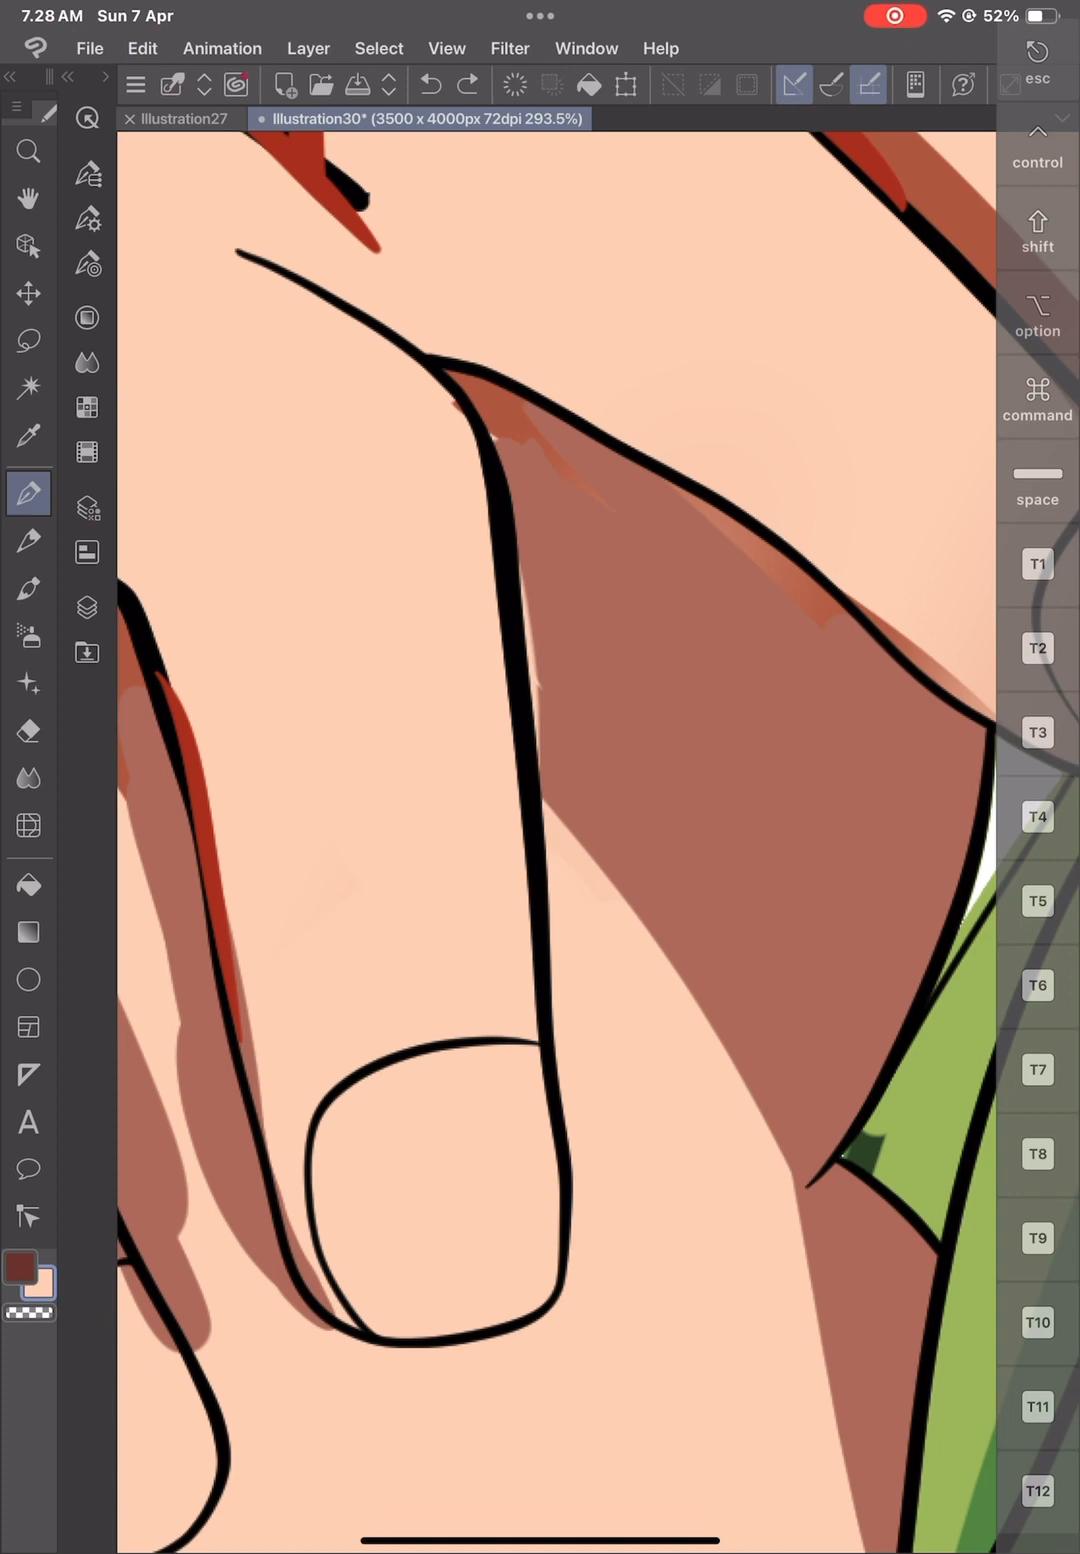 7.28 AM Sun 7 Apr
52%
File Edit Animation Layer Select View Filter Window Help
esc
Illustration27
Illustration30* (3500 x 4000px 72dpi 293.5%)
control
shift
option
command
space
T1
T2
T3
T4
T5
T6
T7
T8
T9
T10
T11
T12